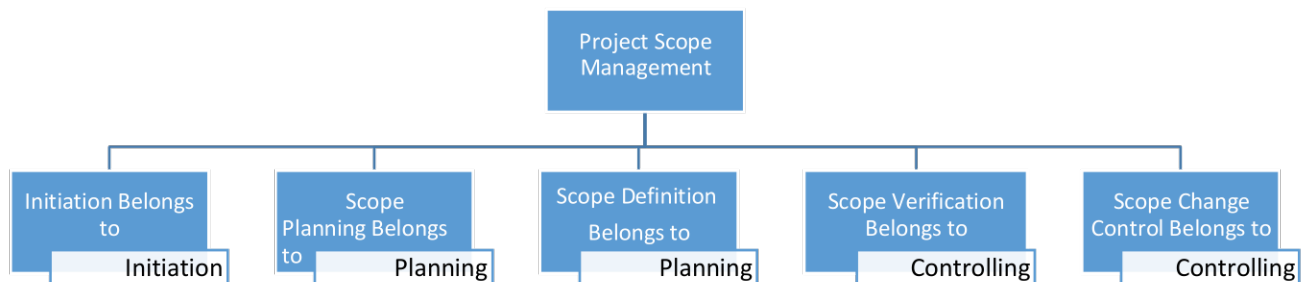 Project Scope
Management
Initiation Belongs
to
Initiation
Scope
Planning Belongs
to
Planning
Scope Definition
Belongs to
Planning
Scope Verification
Belongs to
Controlling
Scope Change
Control Belongs to
Controlling